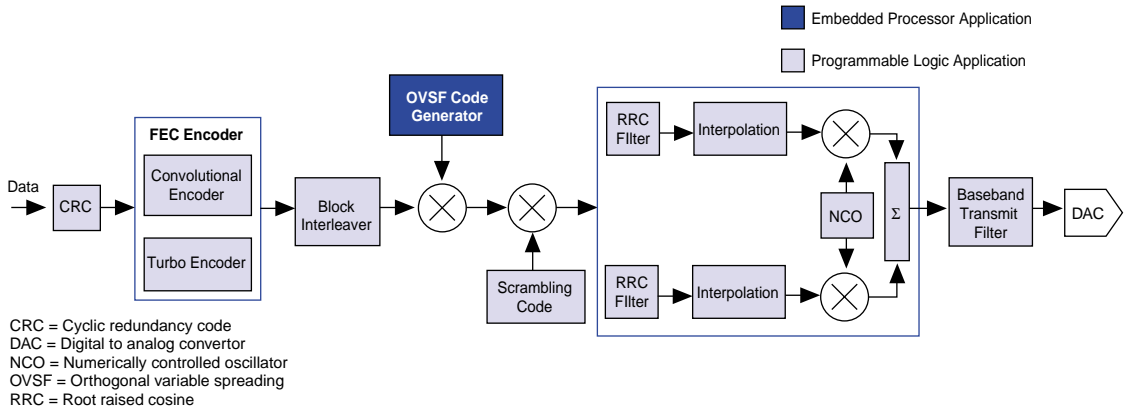 Embedded Processor Application
Programmable Logic Application
OVSF Code
Generator
FEC Encoder
Convolutional
Encoder
Turbo Encoder
Data
CRC
Block
Interleaver
Scrambling
Code
RRC
FIlter
Interpolation
NCO
Σ
RRC
FIlter
Interpolation
Baseband
Transmit
Filter
DAC
CRC = Cyclic redundancy code
DAC = Digital to analog convertor
NCO = Numerically controlled oscillator
OVSF = Orthogonal variable spreading
RRC = Root raised cosine